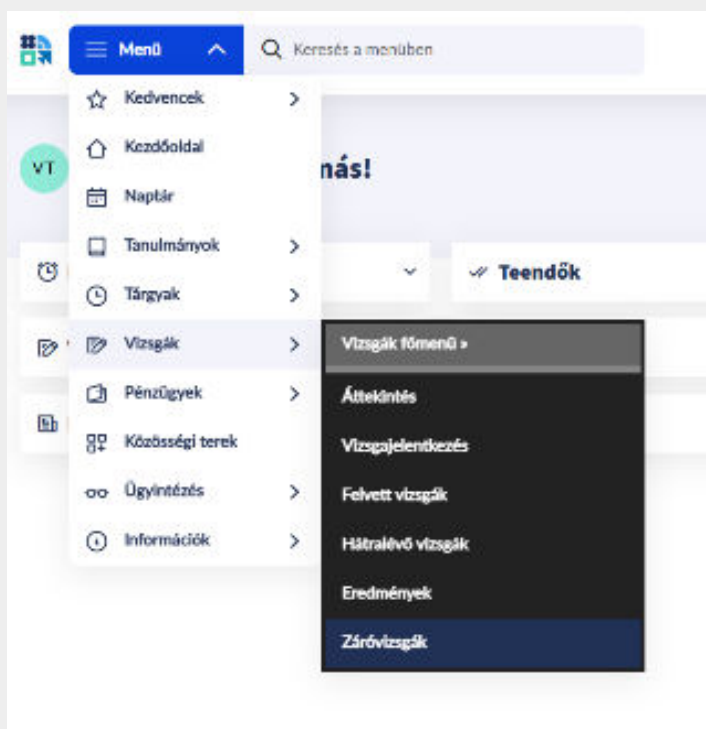 Menü
Keresés a menüben
Kedvencek
Kezdőoldal
VT
nás!
Naptár
Tanulmányok
Teendők
Tárgyak
Vizsgák
Vizsgák főmenü »
Pénzügyek
Áttekintés
Közösségi terek
Vizsgajelentkezés
Ügyintézés
Felvett vizsgák
Információk
Hátralévő vizsgák
Eredmények
Záróvizsgák